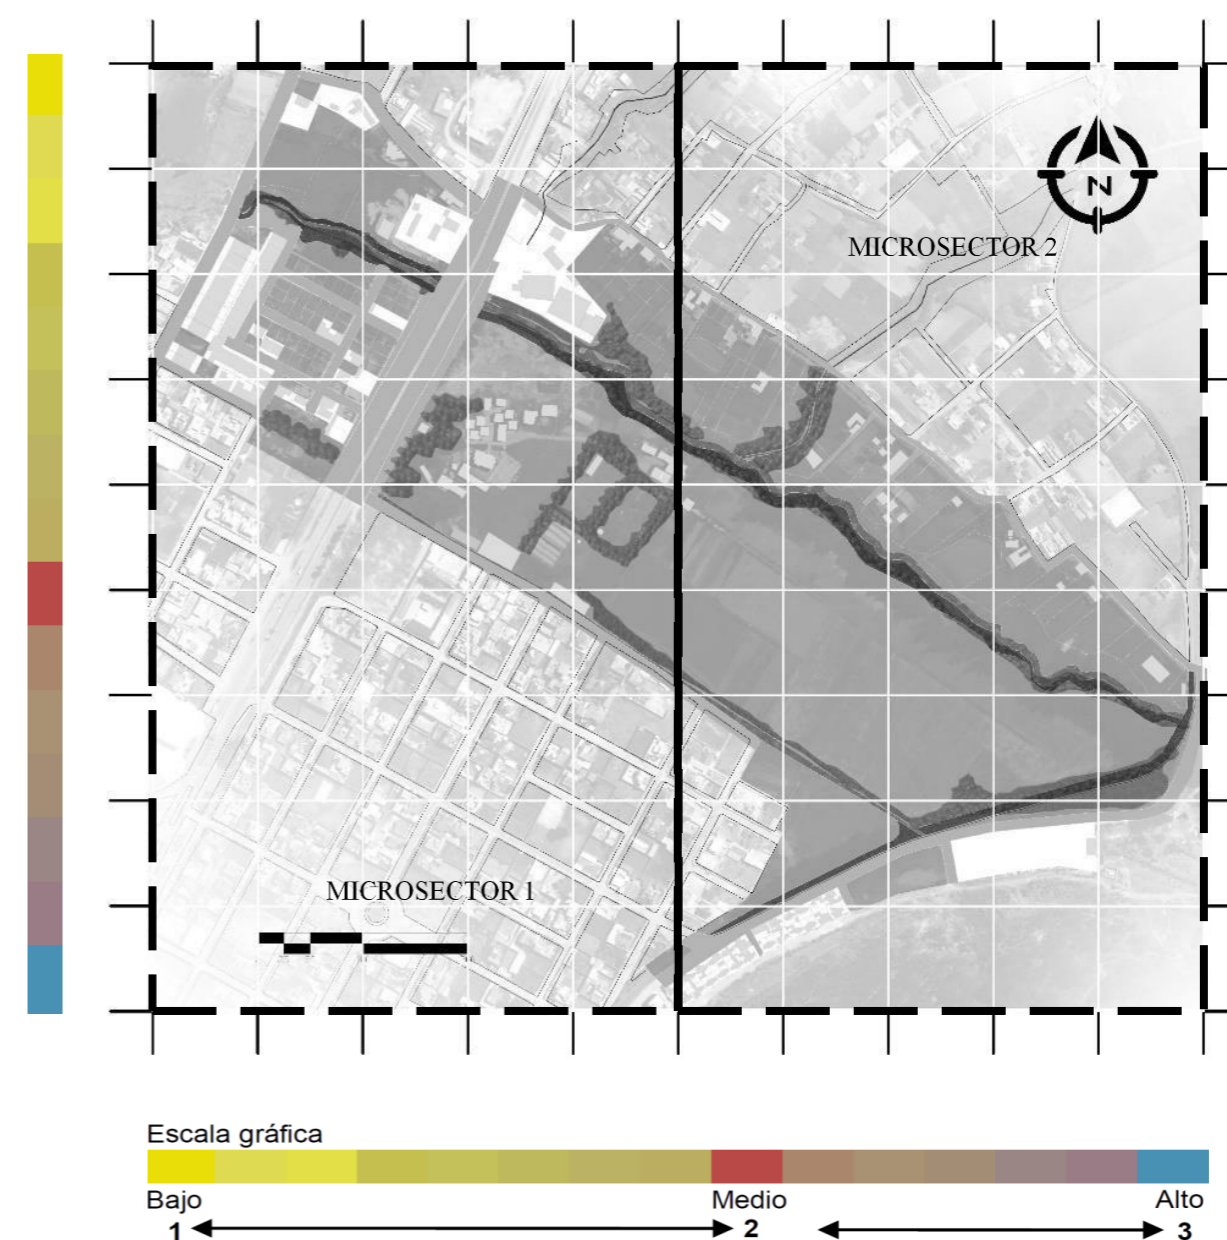 N
MICROSECTOR 2
MICROSECTOR 1
Escala gráfica
Bajo Medio Alto
1 2 3